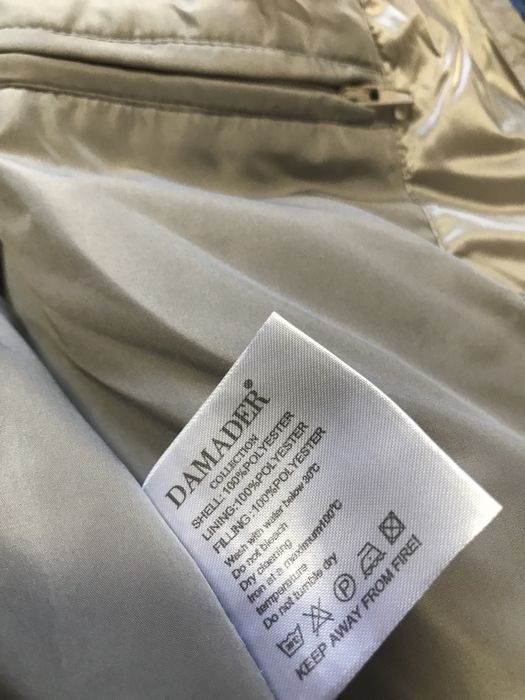 DAMADER®
COLLECTION
SHELL:100%POLYESTER
LINING:100%POLYESTER
FILLING:100%POLYESTER
Wash with water below 30℃
Do not bleach
Dry claenting
Iron at a maximum100℃
temperature
Do not tumble dry
P
KEEP AWAY FROM FIRE!